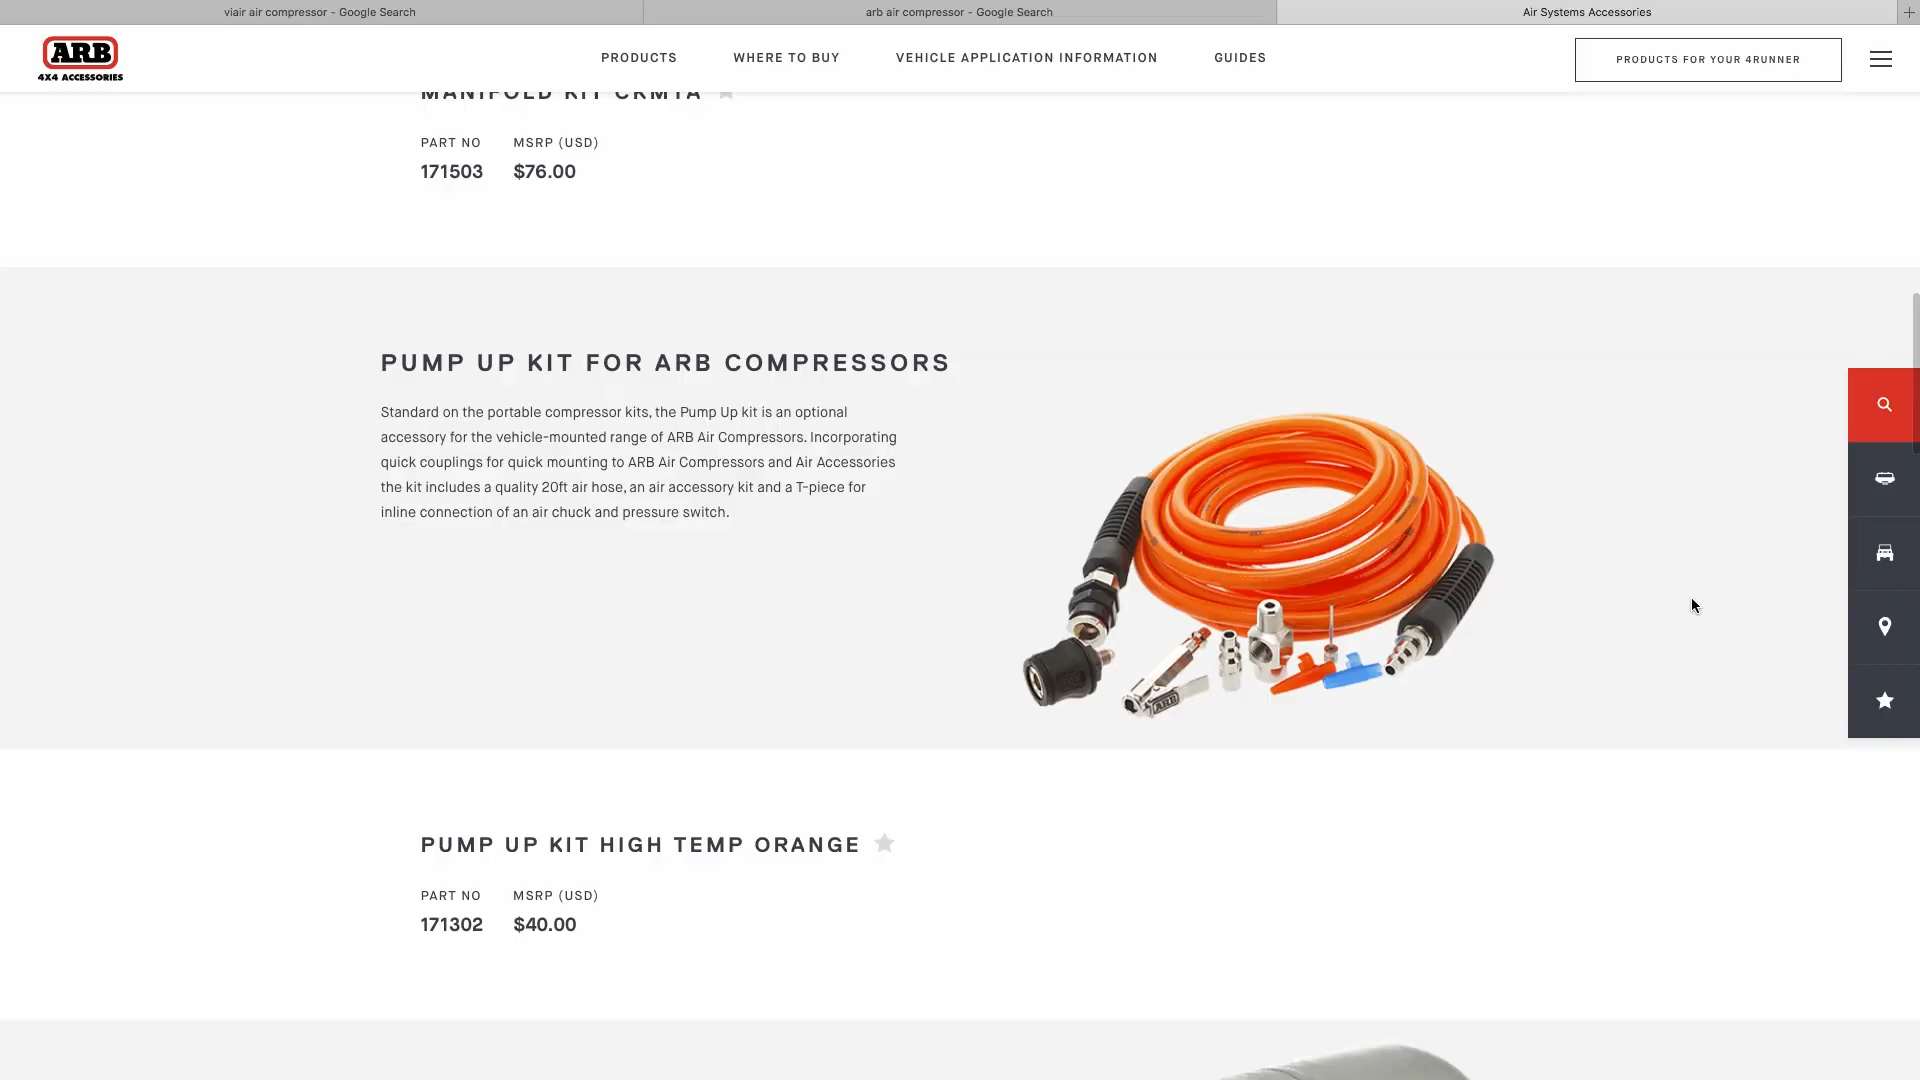 viair air compressor - Google Search
arb air compressor - Google Search
Air Systems Accessories
ARB
4X4 ACCESSORIES
PRODUCTS
WHERE TO BUY
VEHICLE APPLICATION INFORMATION
GUIDES
PRODUCTS FOR YOUR 4RUNNER
MANIFOLD KIT CKMTA
PART NO
MSRP (USD)
171503
$76.00
PUMP UP KIT FOR ARB COMPRESSORS
Standard on the portable compressor kits, the Pump Up kit is an optional
accessory for the vehicle-mounted range of ARB Air Compressors. Incorporating
quick couplings for quick mounting to ARB Air Compressors and Air Accessories
the kit includes a quality 20ft air hose, an air accessory kit and a T-piece for
inline connection of an air chuck and pressure switch.
ARB
PUMP UP KIT HIGH TEMP ORANGE
PART NO
MSRP (USD)
171302
$40.00